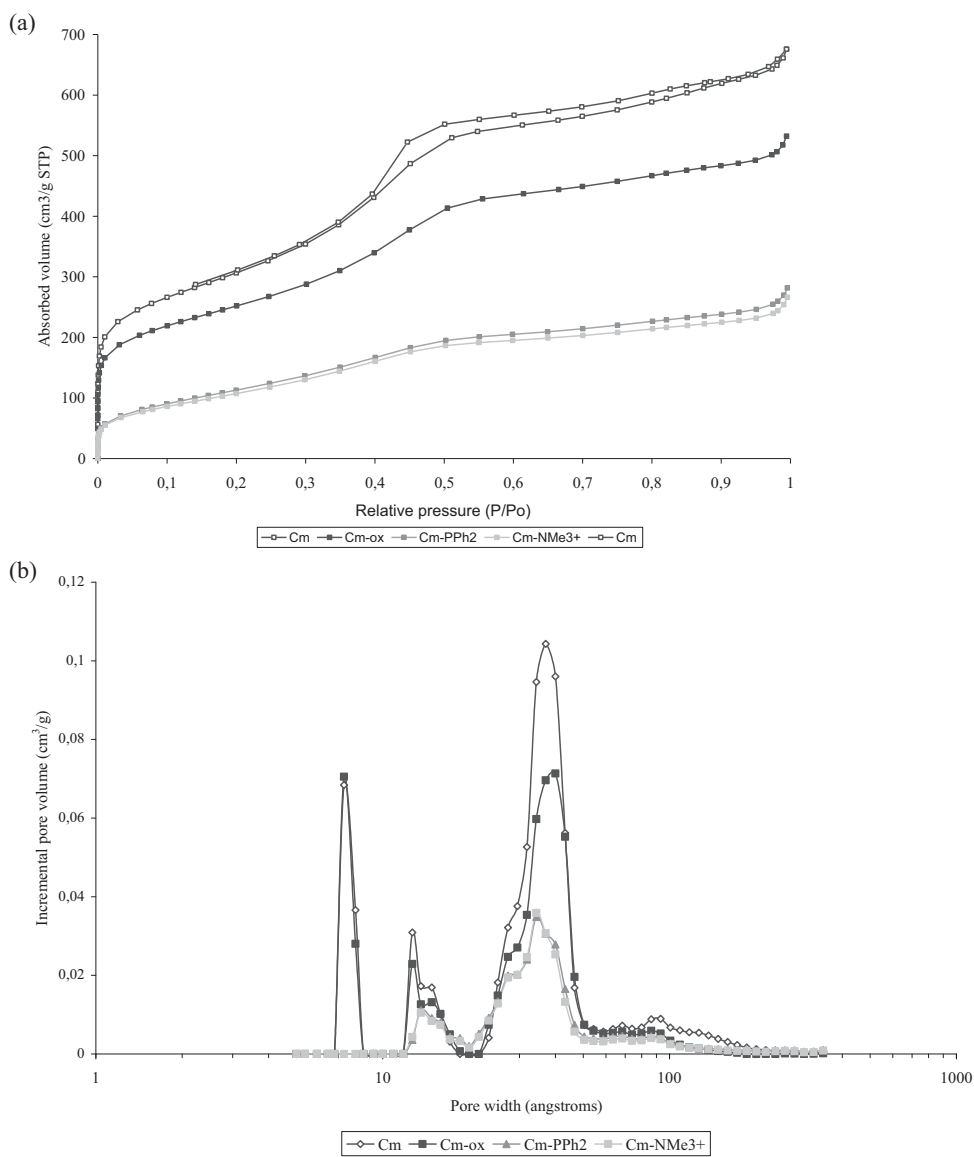 (a)
700
600
500
400
300
200
100
0
Absorbed volume (cm3/g STP)
0 0,1 0,2 0,3 0,4 0,5 0,6 0,7 0,8 0,9 1
Relative pressure (P/Po)
Cm Cm-ox Cm-PPh2 Cm-NMe3+ Cm
(b)
0,12
0,1
0,08
0,06
0,04
0,02
0
Incremental pore volume (cm³/g)
1 10 100 1000
Pore width (angstroms)
Cm Cm-ox Cm-PPh2 Cm-NMe3+